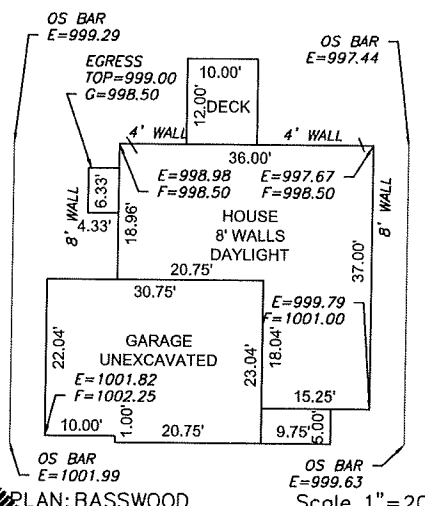 OS BAR
E=999.29
OS BAR
E=997.44
EGRESS
TOP=999.00
G=998.50
10.00'
12.00'
DECK
4' WALL
4' WALL
36.00'
6.33'
4.33'
8' WALL
E=998.98
F=998.50
E=997.67
F=998.50
18.96'
HOUSE
8' WALLS
DAYLIGHT
8' WALL
37.00'
20.75'
30.75'
E=999.79
F=1001.00
22.04'
GARAGE
UNEXCAVATED
23.04'
18.04'
E=1001.82
F=1002.25
15.25'
10.00'
1.00'
20.75'
9.75'
5.00'
OS BAR
E=1001.99
OS BAR
E=999.63
PLAN: BASSWOOD
Scale 1"=20